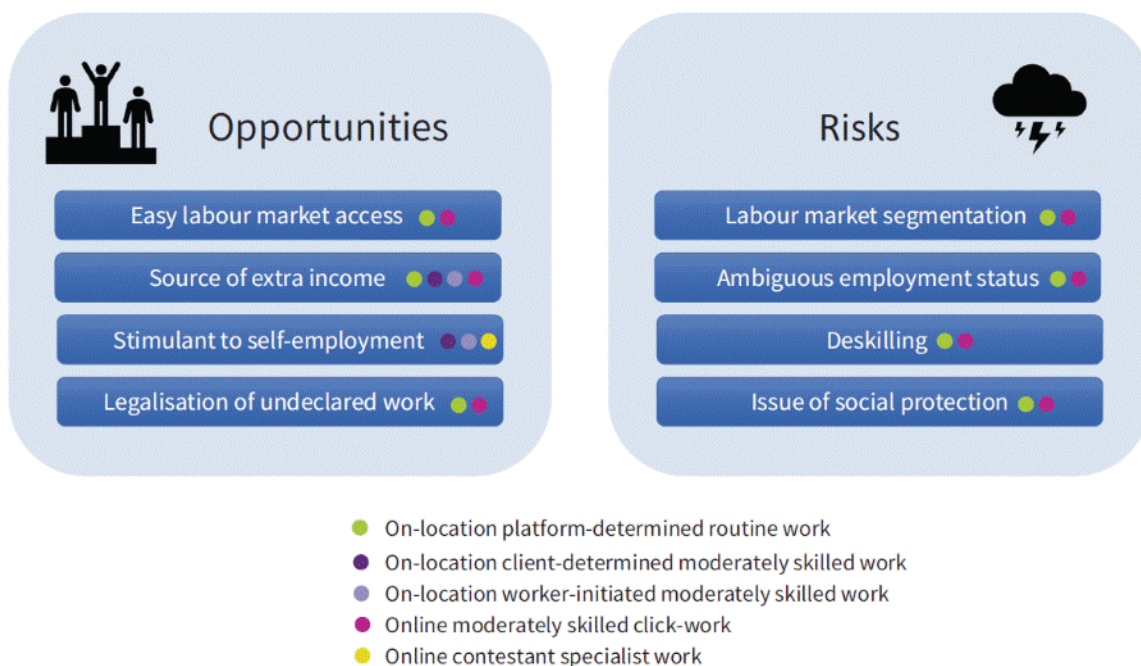 Opportunities
Easy labour market access
Source of extra income
Stimulant to self-employment
Legalisation of undeclared work
Risks
Labour market segmentation
Ambiguous employment status
Deskilling
Issue of social protection
On-location platform-determined routine work
On-location client-determined moderately skilled work
On-location worker-initiated moderately skilled work
Online moderately skilled click-work
Online contestant specialist work